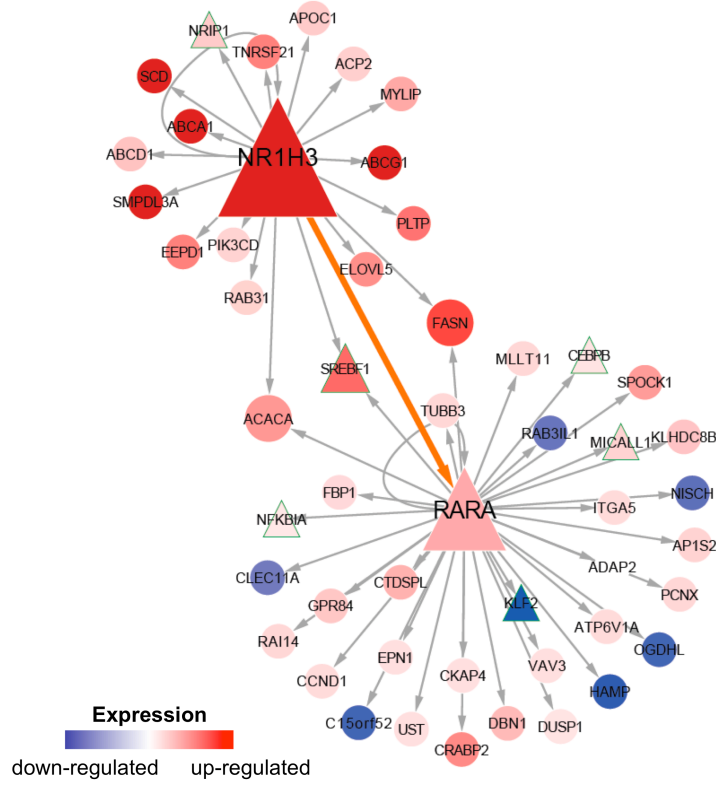 APOC1
NRIP1
TNRSF21
ACP2
SCD
MYLIP
ABCA1
ABCD1
NR1H3
ABCG1
SMPDL3A
PLTP
EEPD1
PIK3CD
ELOVL5
RAB31
FASN
MLLT11
CEBPB
SREBF1
SPOCK1
TUBB3
ACACA
RAB3IL1
MICALL1
KLHDC8B
FBP1
NISCH
RARA
ITGA5
NFKBIA
AP1S2
ADAP2
CLEC11A
CTDSPL
PCNX
GPR84
KLF2
ATP6V1A
RAI14
OGDHL
EPN1
VAV3
CCND1
CKAP4
HAMP
C15orf52
UST
DBN1
DUSP1
CRABP2
Expression
down-regulated
up-regulated